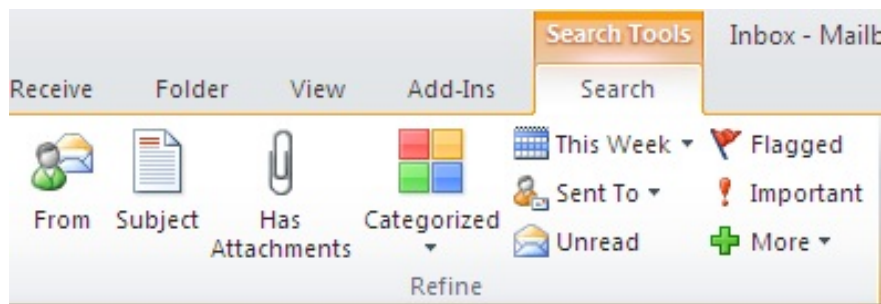 Search Tools Inbox - Mailb
Receive Folder View Add-Ins Search
From
Subject
Has
Attachments
Categorized
This Week
Sent To
Unread
Flagged
Important
More
Refine